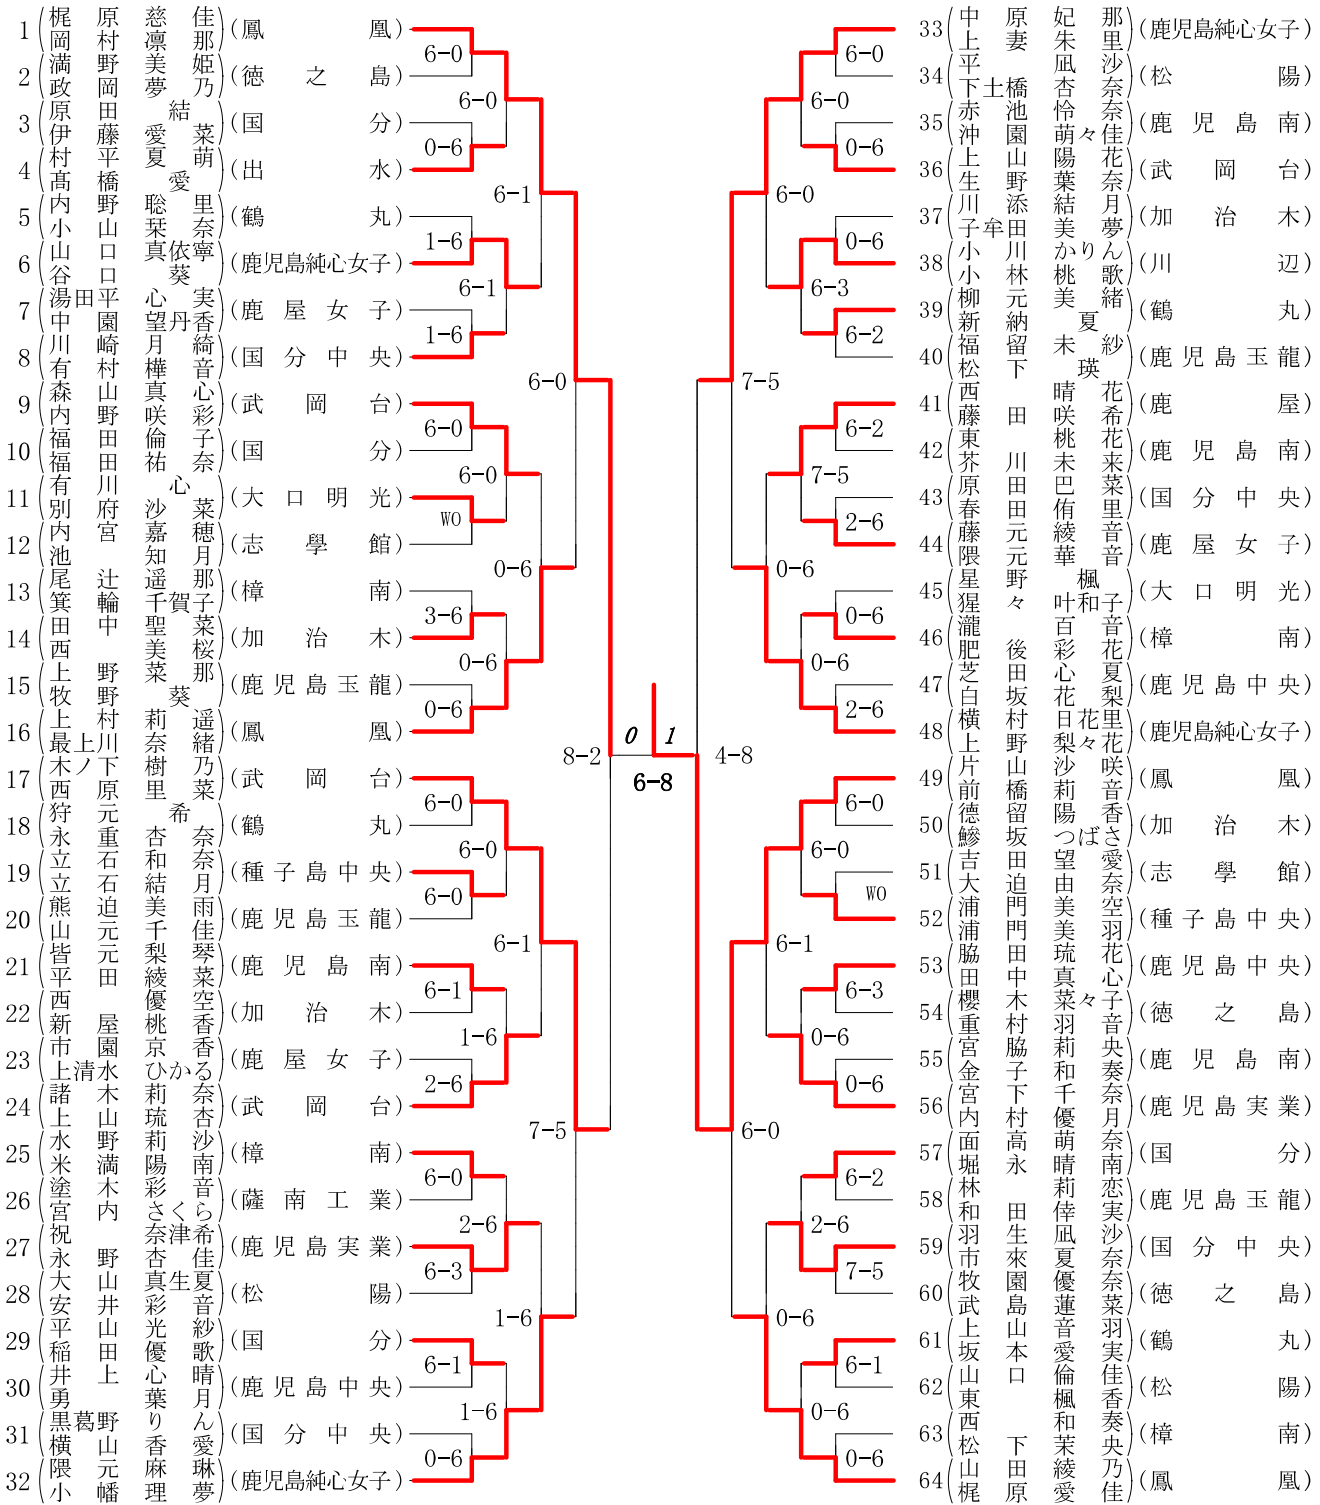 1 梶原慈佳 岡村凛那 (鳳凰)
2 満野美姫 政岡夢乃 (徳之島)
3 原田結 伊藤愛菜 (国分)
4 村平夏萌 髙橋愛 (出水)
5 内野聡里 小山栞奈 (鶴丸)
6 山口真依寧 谷口葵 (鹿児島純心女子)
7 湯田平心実 中園望丹香 (鹿屋女子)
8 川崎月綺 有村樺音 (国分中央)
9 森山真心 内野咲彩 (武岡台)
10 福田倫子 福田祐奈 (国分)
11 有川心 別府沙菜 (大口明光)
12 内宮嘉穂 池知月 (志學館)
13 尾辻遥那 箕輪千賀子 (樟南)
14 田中聖菜 西美桜 (加治木)
15 上野菜那 牧野葵 (鹿児島玉龍)
16 上村莉遥 最上川奈緒 (鳳凰)
17 木ノ下樹乃 西原里菜 (武岡台)
18 狩元希 永重杏奈 (鶴丸)
19 立石和奈 立石結月 (種子島中央)
20 熊迫美雨 山元千佳 (鹿児島玉龍)
21 皆元梨琴 平田綾菜 (鹿児島南)
22 西優空 新屋桃香 (加治木)
23 市園京香 上清水ひかる (鹿屋女子)
24 諸木莉奈 上山琉杏 (武岡台)
25 水野莉沙 米満陽南 (樟南)
26 塗木彩音 宮内さくら (薩南工業)
27 祝奈津希 永野杏佳 (鹿児島実業)
28 大山真生夏 安井彩音 (松陽)
29 平山光紗 稲田優歌 (国分)
30 井上心晴 勇葉月 (鹿児島中央)
31 黒葛野りん 横山香愛 (国分中央)
32 隈元麻琳 小幡理夢 (鹿児島純心女子)
6-0
0-6
1-6
1-6
6-0
WO
3-6
0-6
6-0
6-0
6-1
2-6
6-0
6-3
6-1
0-6
6-0
6-1
6-0
0-6
6-0
1-6
2-6
1-6
6-1
0-6
6-1
1-6
6-0
7-5
8-2
0 1
6-8
4-8
7-5
6-0
6-0
0-6
6-1
0-6
6-0
6-3
7-5
0-6
6-0
0-6
2-6
0-6
6-0
0-6
0-6
6-2
6-2
2-6
0-6
2-6
6-0
WO
6-3
0-6
6-2
7-5
6-1
0-6
33 中原妃那 上妻朱里 (鹿児島純心女子)
34 平凪沙 下土橋杏奈 (松陽)
35 赤池怜奈 沖園萌々佳 (鹿児島南)
36 上山陽花 生野葉奈 (武岡台)
37 川添結月 子牟田美夢 (加治木)
38 小川かりん 小林桃歌 (川辺)
39 柳元美緒 新納夏 (鶴丸)
40 福留未紗 松下瑛 (鹿児島玉龍)
41 西晴花 藤田咲希 (鹿屋)
42 東桃花 芥川未来 (鹿児島南)
43 原田巴菜 春田侑里 (国分中央)
44 藤元綾音 隈元華音 (鹿屋女子)
45 星野楓 猩々叶和子 (大口明光)
46 瀧百音 肥後彩花 (樟南)
47 芝田心夏 白坂花梨 (鹿児島中央)
48 横村日花里 上野梨々花 (鹿児島純心女子)
49 片山沙咲 前橋莉音 (鳳凰)
50 德留陽香 鰺坂つばさ (加治木)
51 吉田望愛 大迫由奈 (志學館)
52 浦門美空 浦門美羽 (種子島中央)
53 脇田琉花 田中真心 (鹿児島中央)
54 櫻木菜々子 重村羽音 (徳之島)
55 宮脇莉央 金子和奏 (鹿児島南)
56 宮下千奈 内村優月 (鹿児島実業)
57 面高萌奈 堀永晴南 (国分)
58 林莉恋 和田倖実 (鹿児島玉龍)
59 羽生凪沙 市來夏奈 (国分中央)
60 牧園優奈 武島蓮菜 (徳之島)
61 上山音羽 坂本愛実 (鶴丸)
62 山口倫佳 東楓香 (松陽)
63 西和奏 松下茉央 (樟南)
64 山田綾乃 梶原愛佳 (鳳凰)